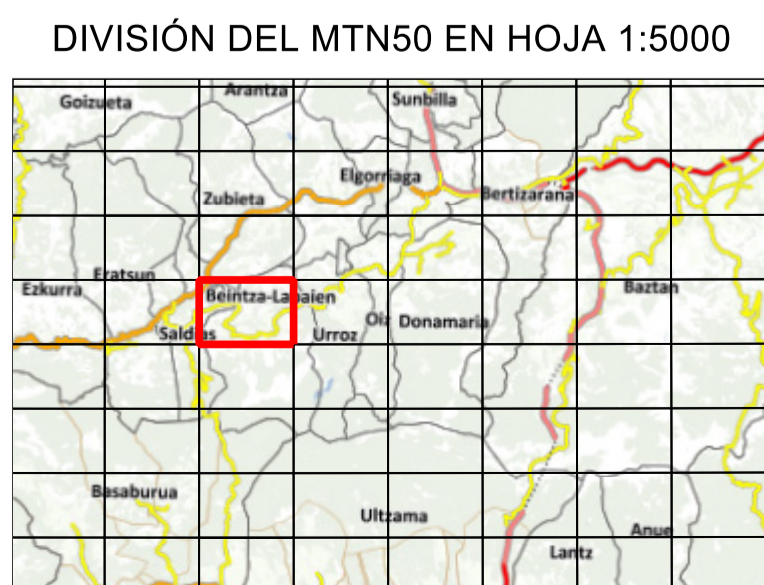 DIVISIÓN DEL MTN50 EN HOJA 1:5000
Goizueta
Arantza
Sunbilla
Elgorriaga
Zubieta
Bertizarana
Eratsun
Ezkurra
Beintza-Labaien
Baztan
Saldias
Urroz
Oiz
Donamaria
Basaburua
Ultzama
Anue
Lantz